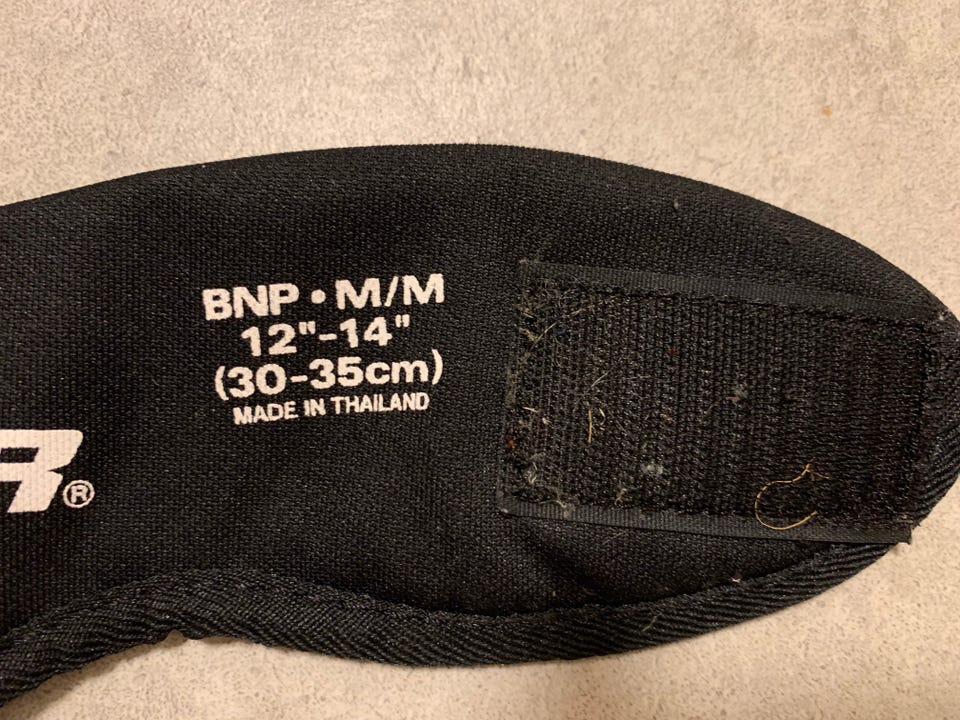 BNP • M/M
12"-14"
(30-35cm)
MADE IN THAILAND
R®